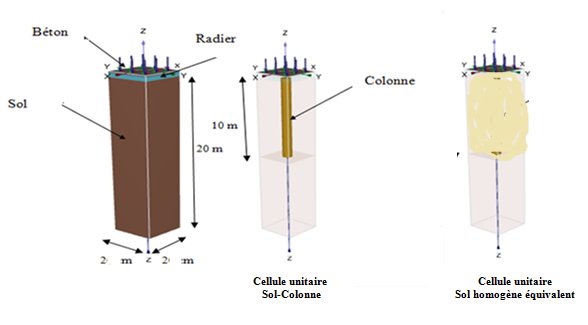 Béton
Radier
Sol
Colonne
10 m
20 m
Z
Y
X
X
Y
Z
Y
X
X
Y
Z
Y
X
X
Y
m
m
Z
Z
Z
Cellule unitaire
Sol-Colonne
Cellule unitaire
Sol homogène équivalent